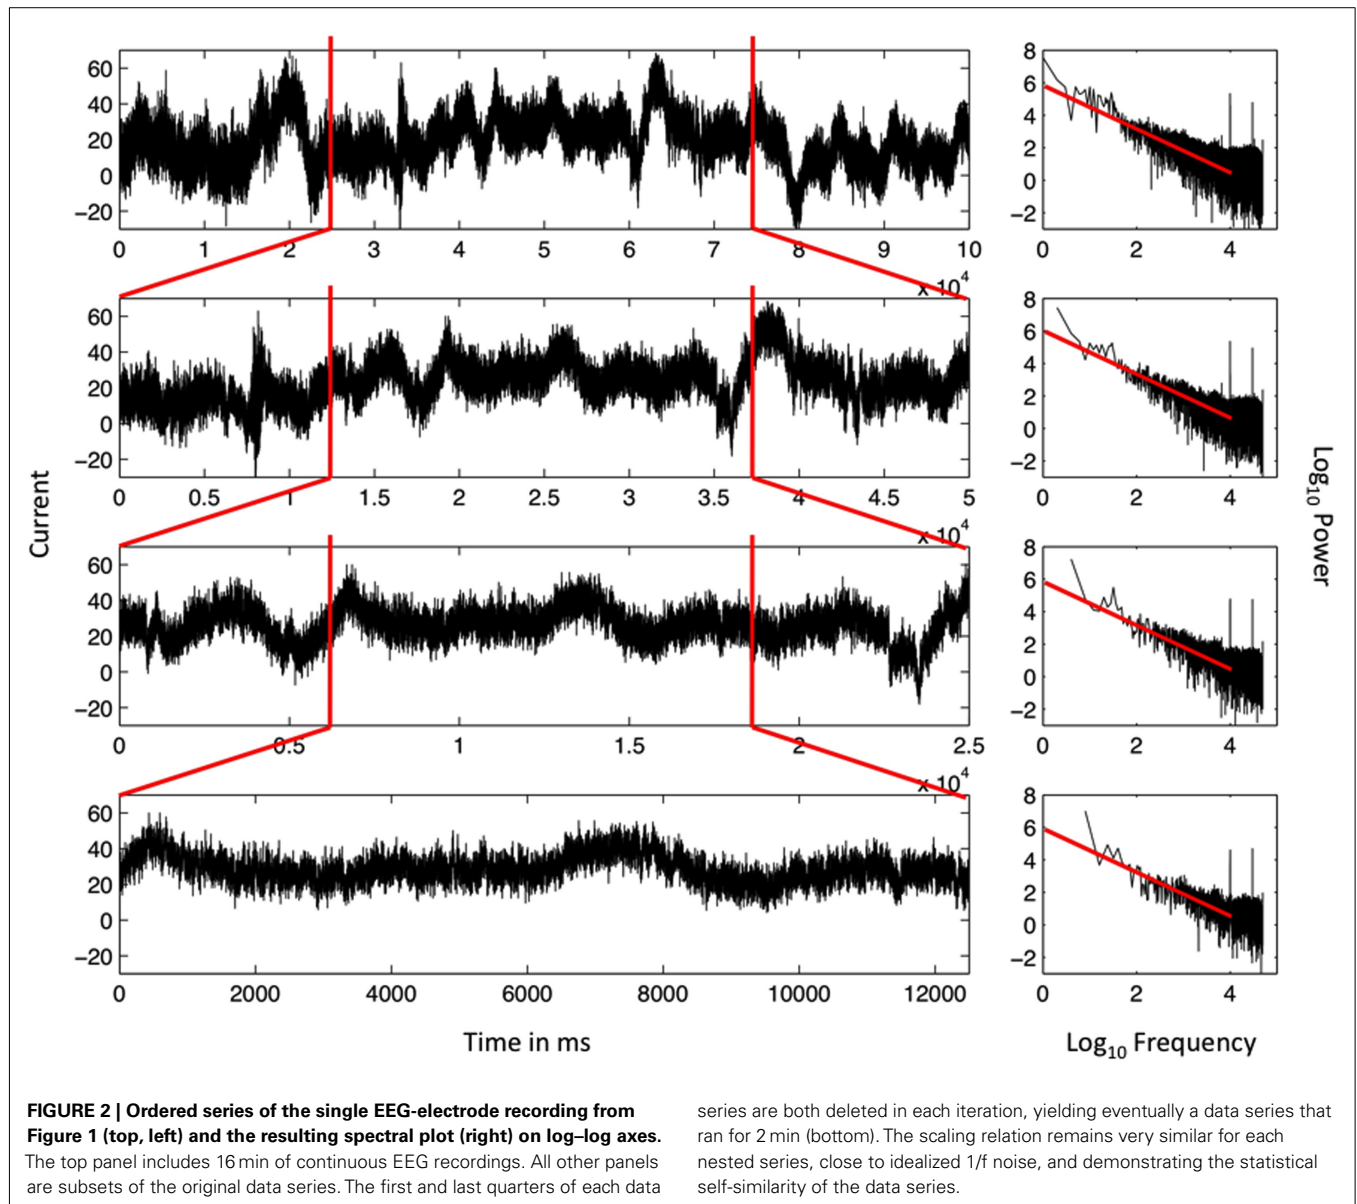 60
40
20
0
−20
0 1 2 3 4 5 6 7 8 9 10
x 10^4
8
6
4
2
0
−2
0 2 4
60
40
20
0
−20
0 0.5 1 1.5 2 2.5 3 3.5 4 4.5 5
x 10^4
8
6
4
2
0
−2
0 2 4
Current
Log10 Power
60
40
20
0
−20
0 0.5 1 1.5 2 2.5
x 10^4
8
6
4
2
0
−2
0 2 4
60
40
20
0
−20
0 2000 4000 6000 8000 10000 12000
8
6
4
2
0
−2
0 2 4
Time in ms
Log10 Frequency
FIGURE 2 | Ordered series of the single EEG-electrode recording from
Figure 1 (top, left) and the resulting spectral plot (right) on log–log axes.
The top panel includes 16 min of continuous EEG recordings. All other panels
are subsets of the original data series. The first and last quarters of each data
series are both deleted in each iteration, yielding eventually a data series that
ran for 2 min (bottom). The scaling relation remains very similar for each
nested series, close to idealized 1/f noise, and demonstrating the statistical
self-similarity of the data series.